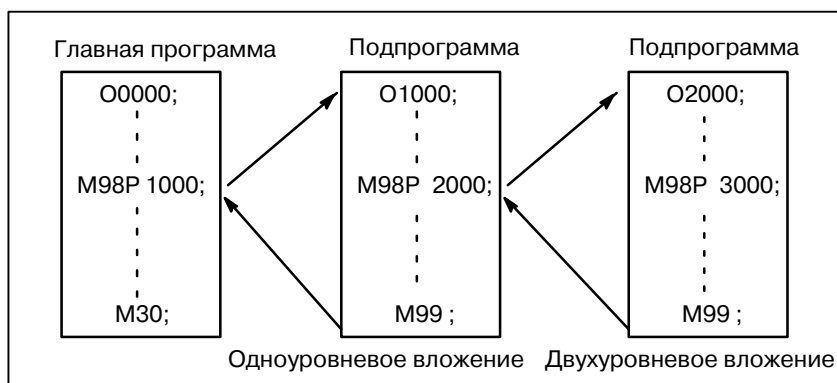 Главная программа
O0000;
M98P 1000;
M30;
Подпрограмма
O1000;
M98P 2000;
M99 ;
Одноуровневое вложение
Подпрограмма
O2000;
M98P 3000;
M99 ;
Двухуровневое вложение